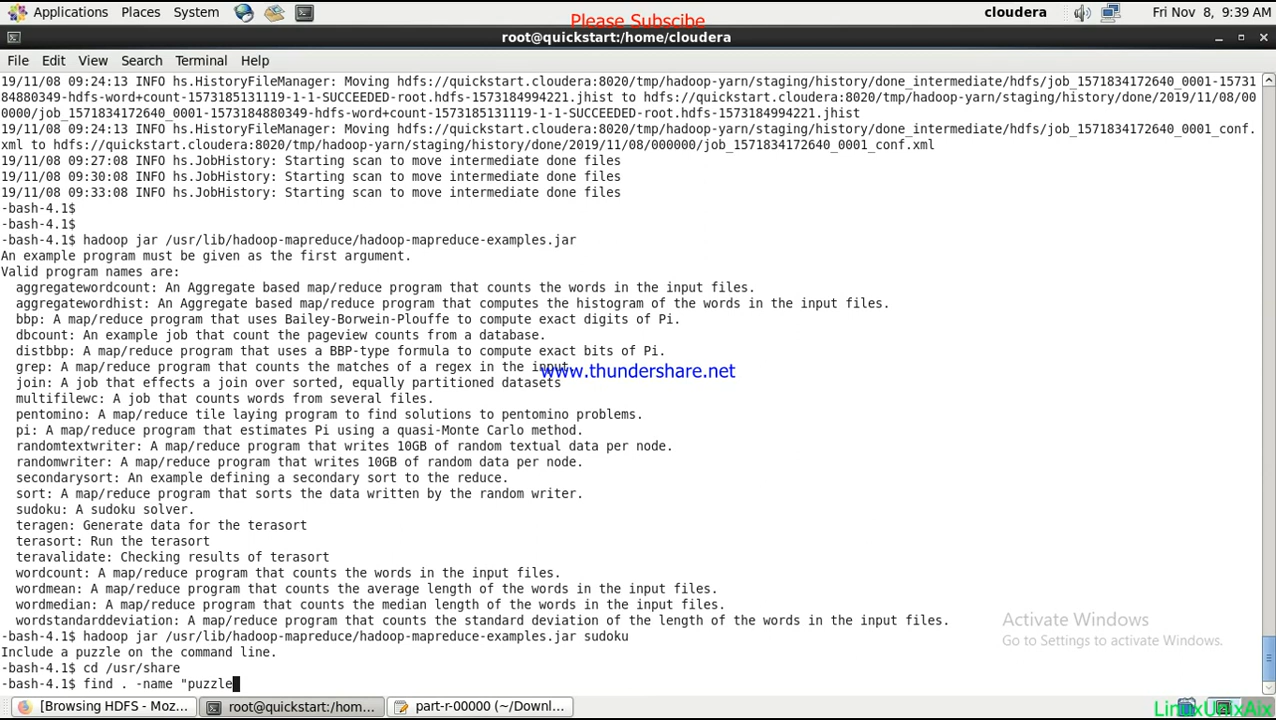 Applications Places System
cloudera
Fri Nov 8, 9:39 AM
Please Subscibe
root@quickstart:/home/cloudera
File Edit View Search Terminal Help
19/11/08 09:24:13 INFO hs.HistoryFileManager: Moving hdfs://quickstart.cloudera:8020/tmp/hadoop-yarn/staging/history/done_intermediate/hdfs/job_1571834172640_0001-15731
84880349-hdfs-word+count-1573185131119-1-1-SUCCEEDED-root.hdfs-1573184994221.jhist to hdfs://quickstart.cloudera:8020/tmp/hadoop-yarn/staging/history/done/2019/11/08/00
0000/job_1571834172640_0001-1573184880349-hdfs-word+count-1573185131119-1-1-SUCCEEDED-root.hdfs-1573184994221.jhist
19/11/08 09:24:13 INFO hs.HistoryFileManager: Moving hdfs://quickstart.cloudera:8020/tmp/hadoop-yarn/staging/history/done_intermediate/hdfs/job_1571834172640_0001_conf.
xml to hdfs://quickstart.cloudera:8020/tmp/hadoop-yarn/staging/history/done/2019/11/08/000000/job_1571834172640_0001_conf.xml
19/11/08 09:27:08 INFO hs.JobHistory: Starting scan to move intermediate done files
19/11/08 09:30:08 INFO hs.JobHistory: Starting scan to move intermediate done files
19/11/08 09:33:08 INFO hs.JobHistory: Starting scan to move intermediate done files
-bash-4.1$
-bash-4.1$
-bash-4.1$ hadoop jar /usr/lib/hadoop-mapreduce/hadoop-mapreduce-examples.jar
An example program must be given as the first argument.
Valid program names are:
aggregatewordcount: An Aggregate based map/reduce program that counts the words in the input files.
aggregatewordhist: An Aggregate based map/reduce program that computes the histogram of the words in the input files.
bbp: A map/reduce program that uses Bailey-Borwein-Plouffe to compute exact digits of Pi.
dbcount: An example job that count the pageview counts from a database.
distbbp: A map/reduce program that uses a BBP-type formula to compute exact bits of Pi.
grep: A map/reduce program that counts the matches of a regex in the input.
www.thundershare.net
join: A job that effects a join over sorted, equally partitioned datasets
multifilewc: A job that counts words from several files.
pentomino: A map/reduce tile laying program to find solutions to pentomino problems.
pi: A map/reduce program that estimates Pi using a quasi-Monte Carlo method.
randomtextwriter: A map/reduce program that writes 10GB of random textual data per node.
randomwriter: A map/reduce program that writes 10GB of random data per node.
secondarysort: An example defining a secondary sort to the reduce.
sort: A map/reduce program that sorts the data written by the random writer.
sudoku: A sudoku solver.
teragen: Generate data for the terasort
terasort: Run the terasort
teravalidate: Checking results of terasort
wordcount: A map/reduce program that counts the words in the input files.
wordmean: A map/reduce program that counts the average length of the words in the input files.
wordmedian: A map/reduce program that counts the median length of the words in the input files.
wordstandarddeviation: A map/reduce program that counts the standard deviation of the length of the words in the input files.
-bash-4.1$ hadoop jar /usr/lib/hadoop-mapreduce/hadoop-mapreduce-examples.jar sudoku
Include a puzzle on the command line.
-bash-4.1$ cd /usr/share
-bash-4.1$ find . -name "puzzle
Activate Windows
Go to Settings to activate Windows.
[Browsing HDFS - Moz...
root@quickstart:/hom...
part-r-00000 (~/Downl...
LinuxUnixAix